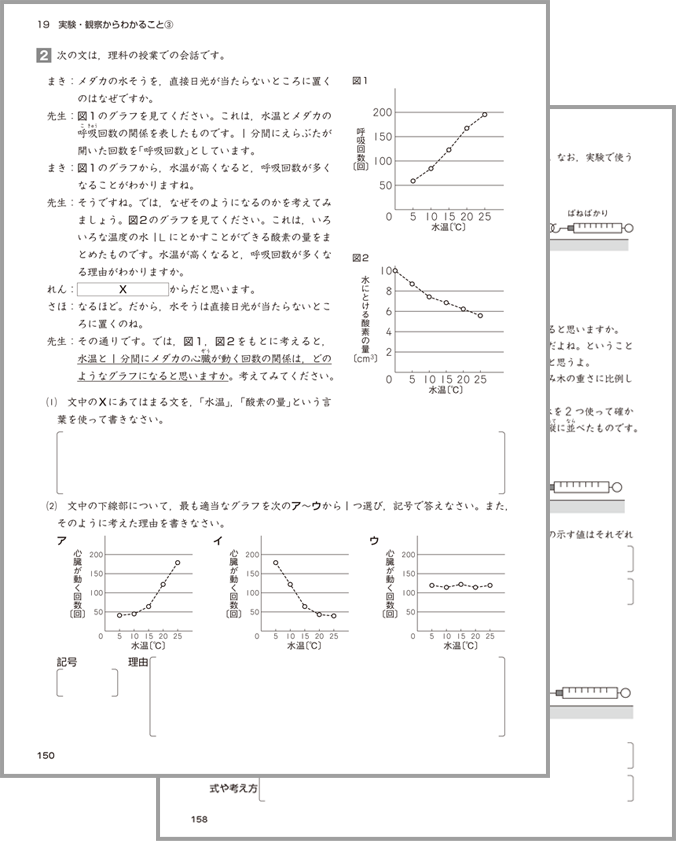 19 実験・観察からわかること③
2 次の文は,理科の授業での会話です。
まき:メダカの水そうを,直接日光が当たらないところに置く
のはなぜですか。
先生:図1のグラフを見てください。これは,水温とメダカの
呼吸回数の関係を表したものです。1分間にえらぶたが
こ きゅう
開いた回数を「呼吸回数」としています。
まき:図1のグラフから,水温が高くなると,呼吸回数が多く
なることがわかりますね。
先生:そうですね。では,なぜそのようになるのかを考えてみ
ましょう。図2のグラフを見てください。これは,いろ
いろな温度の水1Lにとかすことができる酸素の量をま
とめたものです。水温が高くなると,呼吸回数が多くな
る理由がわかりますか。
れん:X からだと思います。
さほ:なるほど。だから,水そうは直接日光が当たらないとこ
ろに置くのね。
先生:その通りです。では,図1,図2をもとに考えると,
水温と1分間にメダカの心臓が動く回数の関係は,どの
ぞう
ようなグラフになると思いますか。考えてみてください。
図1
呼吸回数〔回〕
200
150
100
50
0 5 10 15 20 25
水温〔℃〕
図2
水にとける酸素の量〔cm³〕
10
8
6
4
2
0 5 10 15 20 25
水温〔℃〕
(1) 文中のXにあてはまる文を,「水温」,「酸素の量」という言
葉を使って書きなさい。
(2) 文中の下線部について,最も適当なグラフを次のア~ウから1つ選び,記号で答えなさい。また,
そのように考えた理由を書きなさい。
ア
心臓が動く回数〔回〕
200
150
100
50
0 5 10 15 20 25
水温〔℃〕
イ
心臓が動く回数〔回〕
200
150
100
50
0 5 10 15 20 25
水温〔℃〕
ウ
心臓が動く回数〔回〕
200
150
100
50
0 5 10 15 20 25
水温〔℃〕
記号 理由
150
なお,実験で使う
ばねばかり
ると思いますか。
だよね。ということ
と思うよ。
み木の重さに比例し
を2つ使って確か
に並べたものです。
なら
の示す値はそれぞれ
式や考え方
158